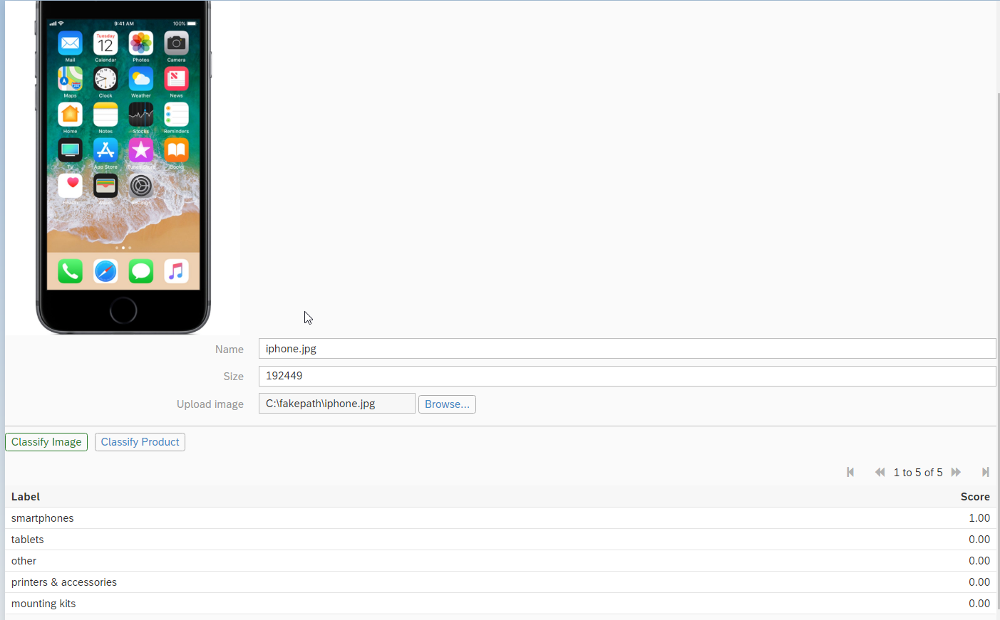 9:41 AM 100%
Tuesday
12
Mail Calendar Photos Camera
Maps Clock Weather News
Home Notes Stocks Reminders
TV App Store iTunes Store iBooks
Health Wallet Settings
Name iphone.jpg
Size 192449
Upload image C:\fakepath\iphone.jpg Browse...
Classify Image Classify Product
1 to 5 of 5
Label Score
smartphones 1.00
tablets 0.00
other 0.00
printers & accessories 0.00
mounting kits 0.00